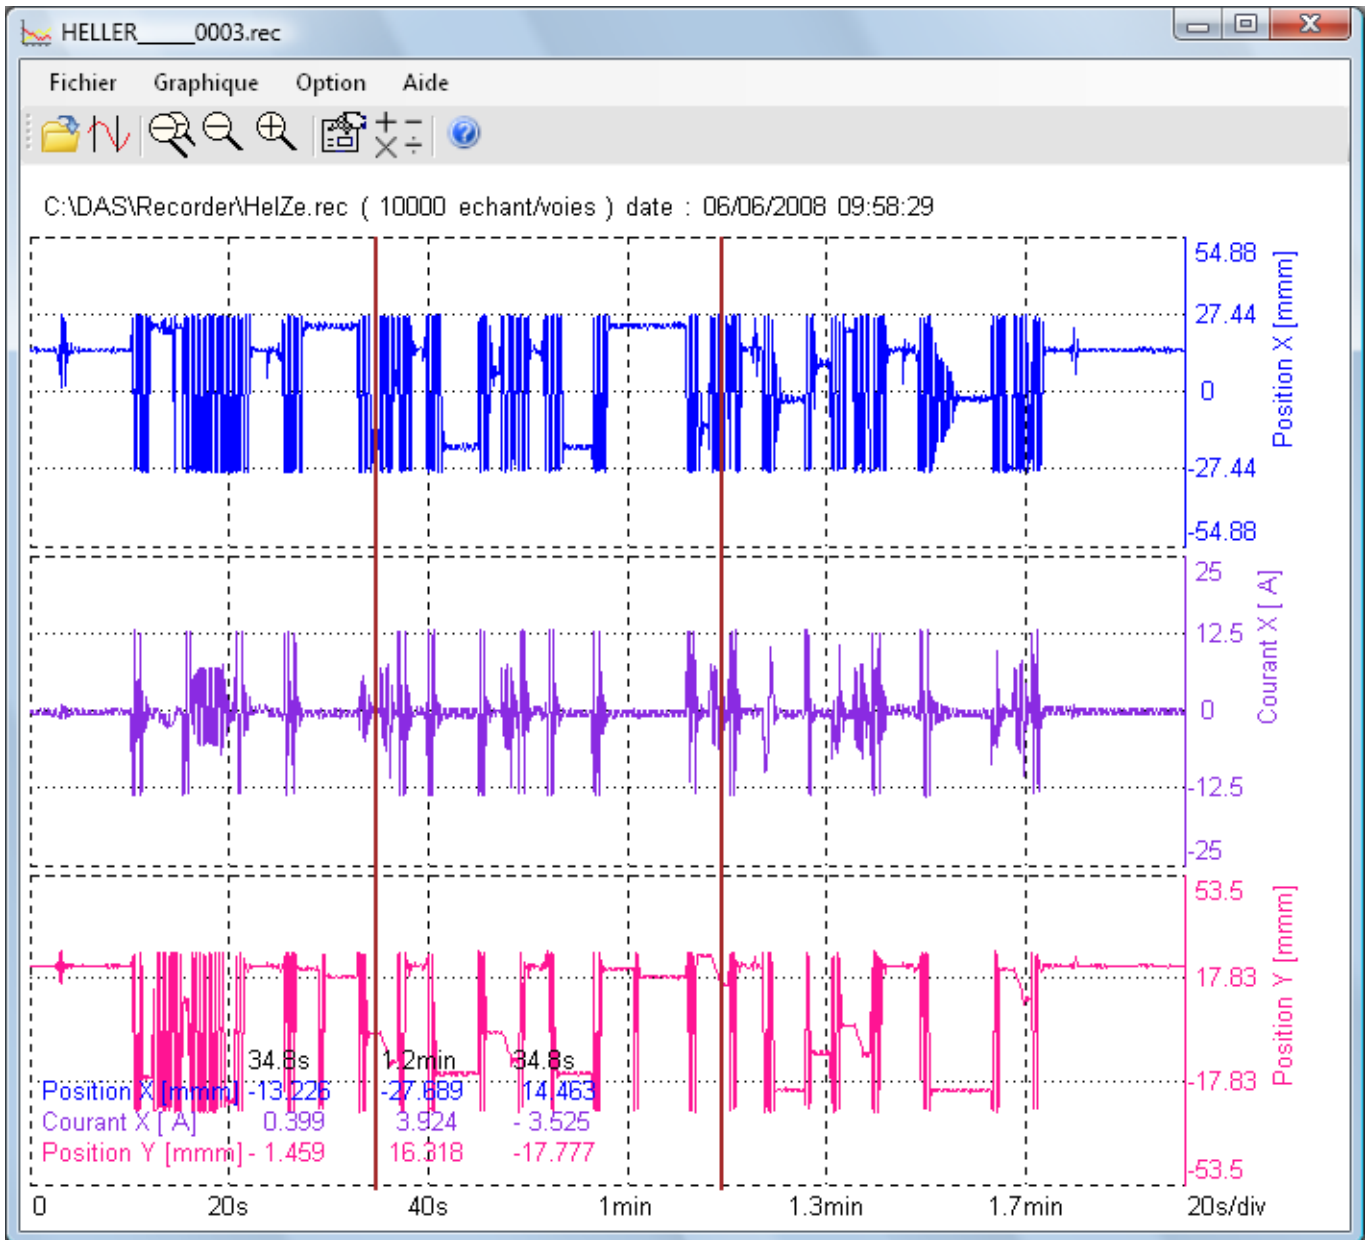 HELLER_____0003.rec
Fichier Graphique Option Aide
C:\DAS\Recorder\HelZe.rec ( 10000 echant/voies ) date : 06/06/2008 09:58:29
54.88
27.44
0
-27.44
-54.88
Position X [mmm]
25
12.5
0
-12.5
-25
Courant X [ A]
53.5
17.83
-17.83
-53.5
Position Y [mmm]
34.8s 1.2min 34.8s
Position X [mmm] -13.226 -27.689 14.463
Courant X [ A] 0.399 3.924 - 3.525
Position Y [mmm] - 1.459 16.318 -17.777
0 20s 40s 1min 1.3min 1.7min 20s/div